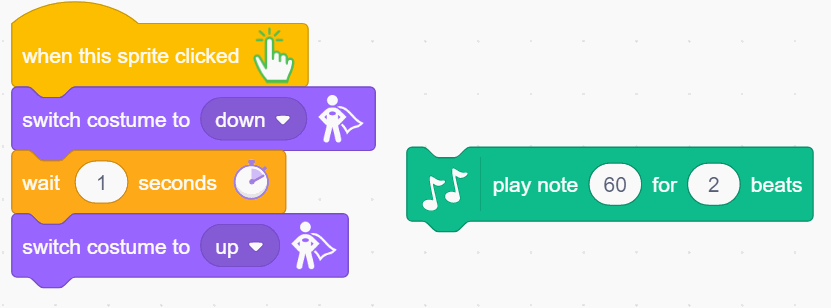 when this sprite clicked
switch costume to down
wait 1 seconds
switch costume to up
play note 60 for 2 beats